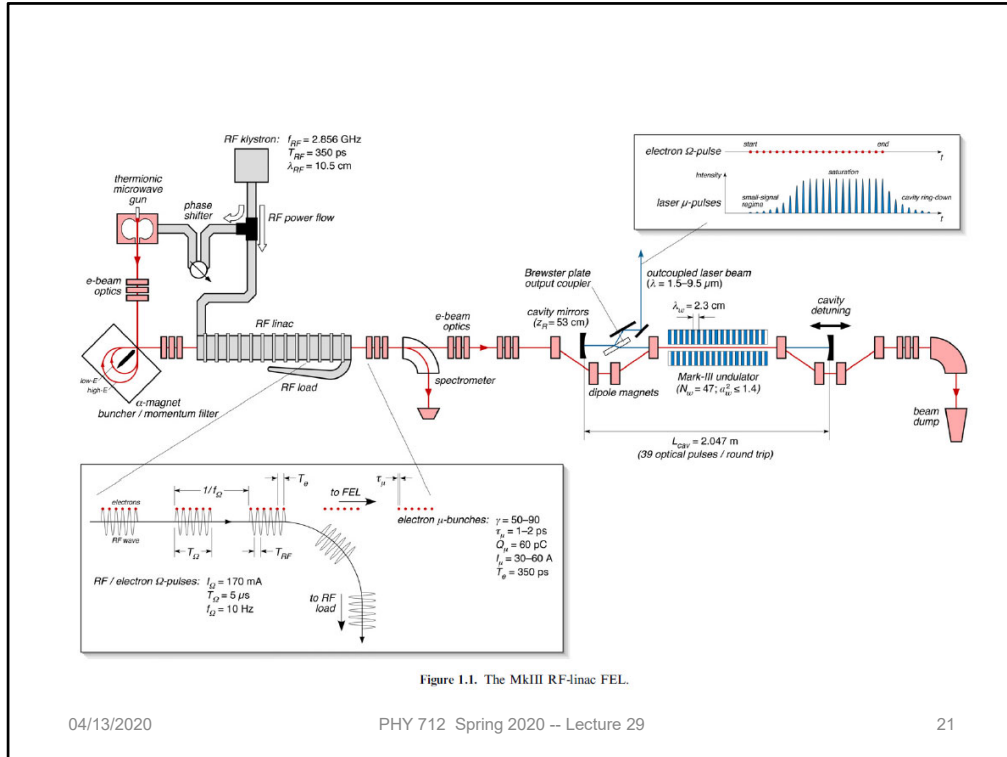 RF klystron: f_RF = 2.856 GHz
T_RF = 350 ps
λ_RF = 10.5 cm
thermionic
microwave
gun
phase
shifter
RF power flow
e-beam
optics
low-E
high-E
α-magnet
buncher / momentum filter
RF linac
RF load
e-beam
optics
spectrometer
electron Ω-pulse
start
end
t
Intensity
laser μ-pulses
small-signal
regime
saturation
cavity ring-down
t
Brewster plate
output coupler
outcoupled laser beam
(λ = 1.5–9.5 μm)
cavity mirrors
(z_R = 53 cm)
λ_w = 2.3 cm
cavity
detuning
dipole magnets
Mark-III undulator
(N_w = 47; a_w² ≤ 1.4)
beam
dump
L_cav = 2.047 m
(39 optical pulses / round trip)
electrons
RF wave
1/f_Ω
T_e
T_Ω
T_RF
to FEL
τ_μ
electron μ-bunches: γ = 50–90
τ_μ = 1–2 ps
Q_μ = 60 pC
I_μ = 30–60 A
T_e = 350 ps
RF / electron Ω-pulses: I_Ω = 170 mA
T_Ω = 5 μs
f_Ω = 10 Hz
to RF
load
Figure 1.1. The MkIII RF-linac FEL.
04/13/2020
PHY 712 Spring 2020 -- Lecture 29
21